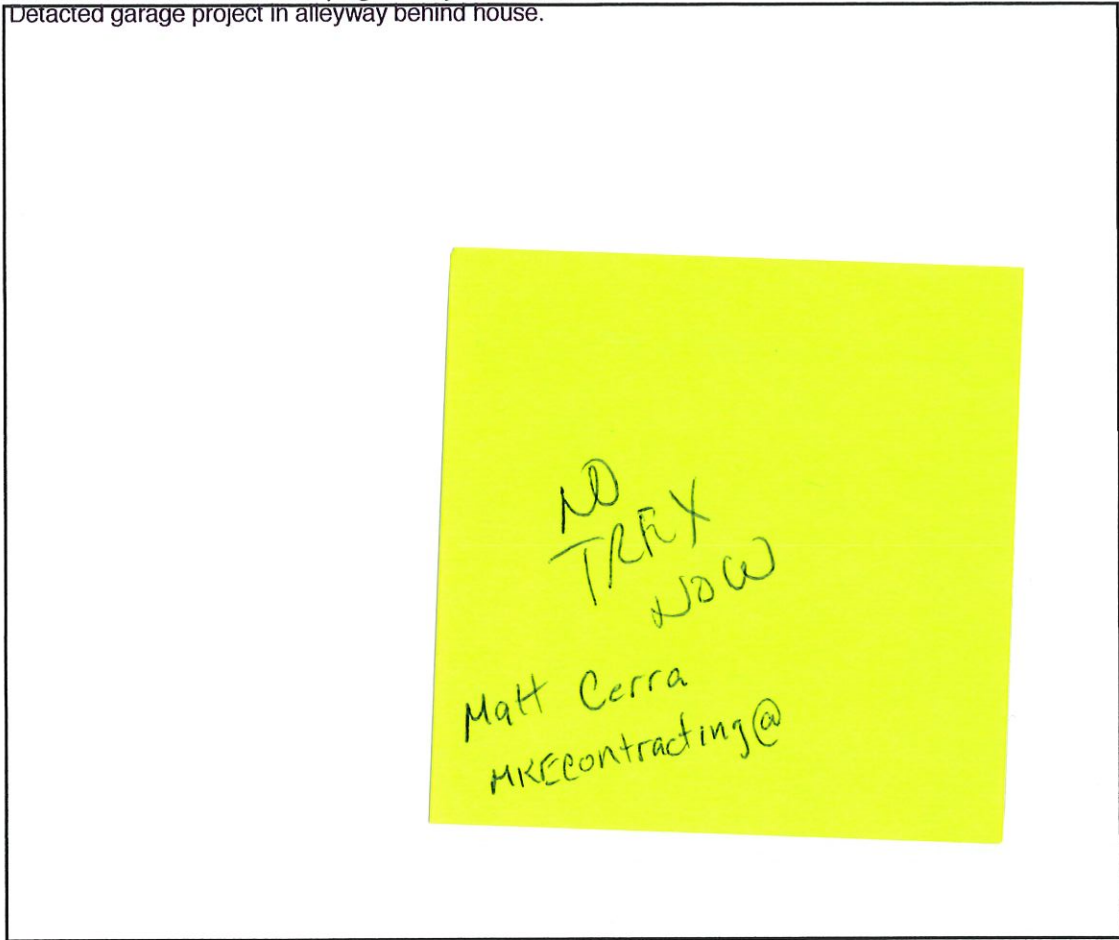 Detacted garage project in alleyway behind house.
NO
TREX
NOW
Matt Cerra
MKEcontracting@